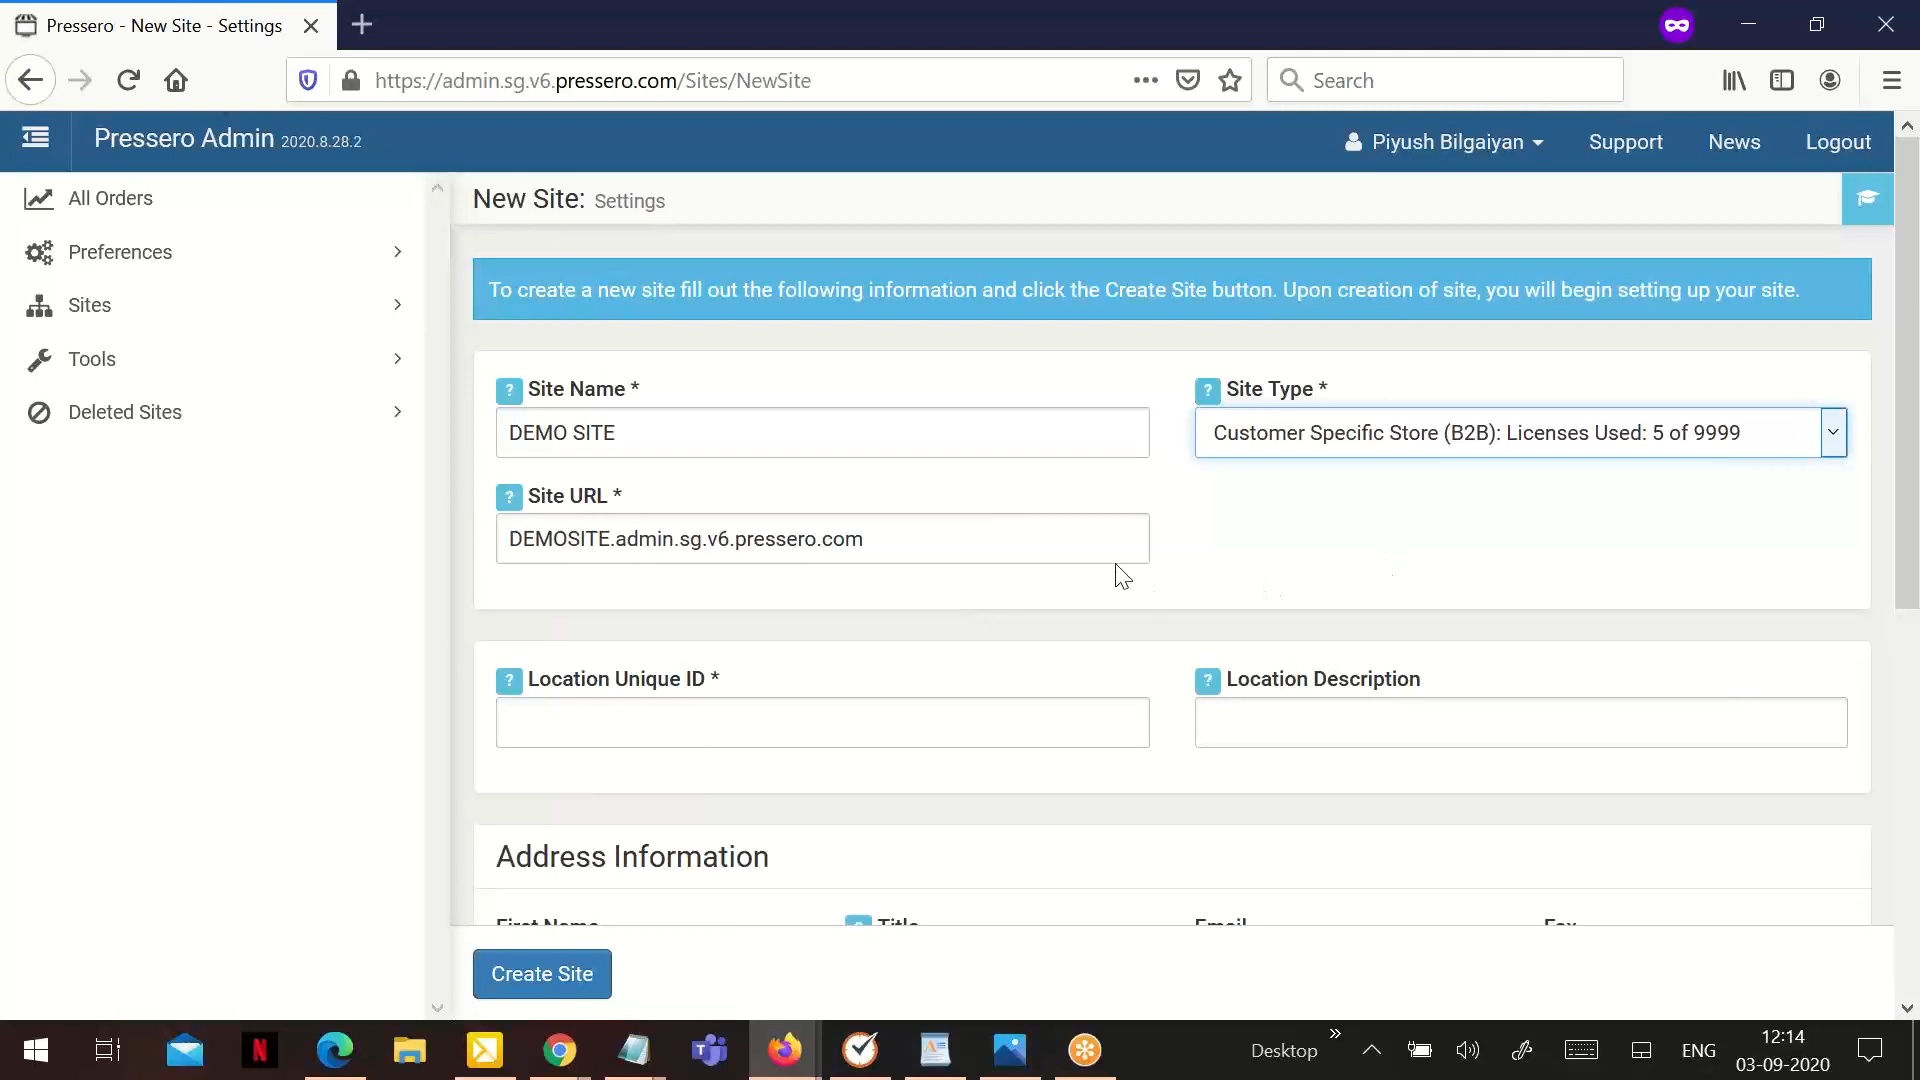 Pressero - New Site - Settings
https://admin.sg.v6.pressero.com/Sites/NewSite
Search
Pressero Admin 2020.8.28.2
Piyush Bilgaiyan
Support
News
Logout
All Orders
Preferences
Sites
Tools
Deleted Sites
New Site: Settings
To create a new site fill out the following information and click the Create Site button. Upon creation of site, you will begin setting up your site.
? Site Name *
DEMO SITE
? Site Type *
Customer Specific Store (B2B): Licenses Used: 5 of 9999
? Site URL *
DEMOSITE.admin.sg.v6.pressero.com
? Location Unique ID *
? Location Description
Address Information
First Name
Title
Email
Fax
Create Site
Desktop
ENG
12:14
03-09-2020